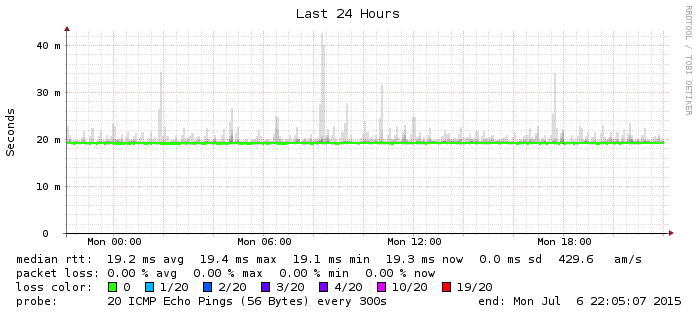 Last 24 Hours
RRDTOOL / TOBI OETIKER
Seconds
40 m
30 m
20 m
10 m
0
Mon 00:00 Mon 06:00 Mon 12:00 Mon 18:00
median rtt: 19.2 ms avg 19.4 ms max 19.1 ms min 19.3 ms now 0.0 ms sd 429.6 am/s
packet loss: 0.00 % avg 0.00 % max 0.00 % min 0.00 % now
loss color: 0 1/20 2/20 3/20 4/20 10/20 19/20
probe: 20 ICMP Echo Pings (56 Bytes) every 300s end: Mon Jul 6 22:05:07 2015